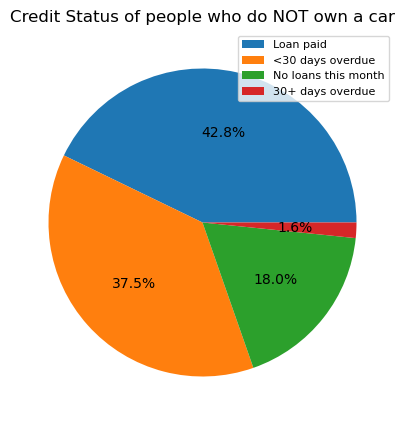 Credit Status of people who do NOT own a car
Loan paid
<30 days overdue
No loans this month
30+ days overdue
42.8%
1.6%
37.5%
18.0%